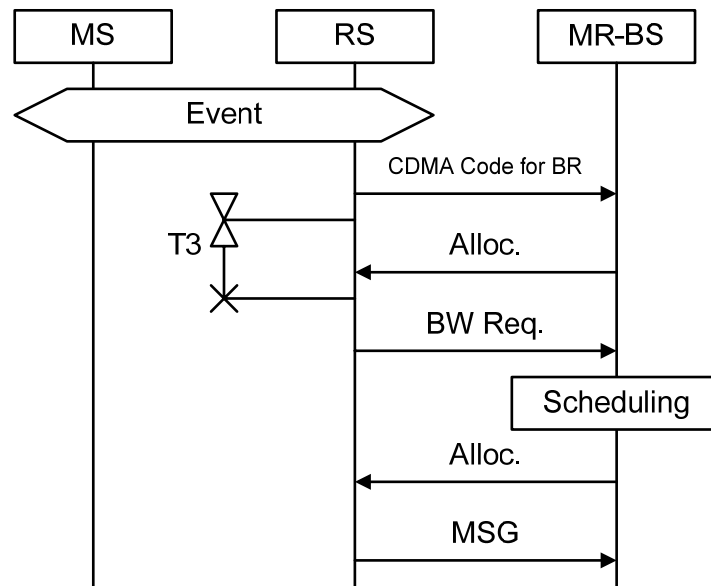 MS
RS
MR-BS
Event
CDMA Code for BR
T3
Alloc.
BW Req.
Scheduling
Alloc.
MSG